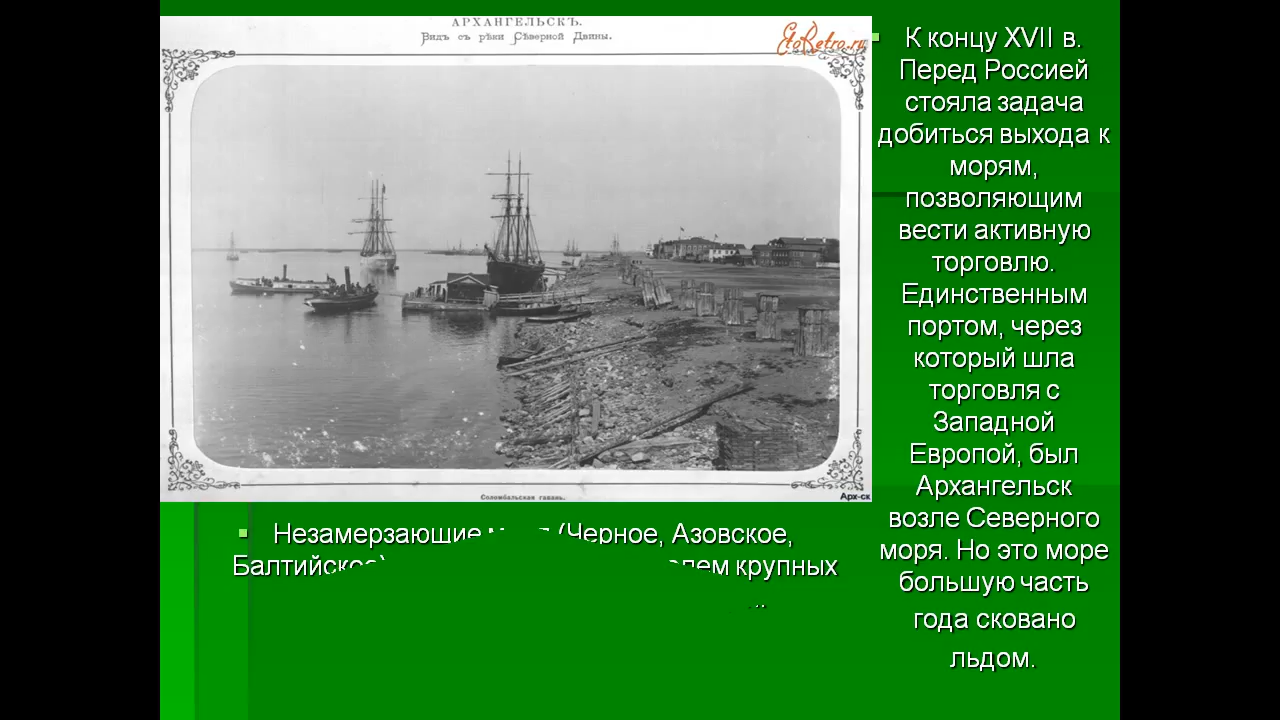 АРХАНГЕЛЬСКЪ.
Видъ съ рѣки Сѣверной Двины.
EtoRetro.ru
Соломбальская гавань.
Арх-ск
К концу XVII в.
Перед Россией
стояла задача
добиться выхода к
морям,
позволяющим
вести активную
торговлю.
Единственным
портом, через
который шла
торговля с
Западной
Европой, был
Архангельск
возле Северного
моря. Но это море
большую часть
года сковано
льдом.
Незамерзающие (Черное, Азовское,
Балтийское) крупных